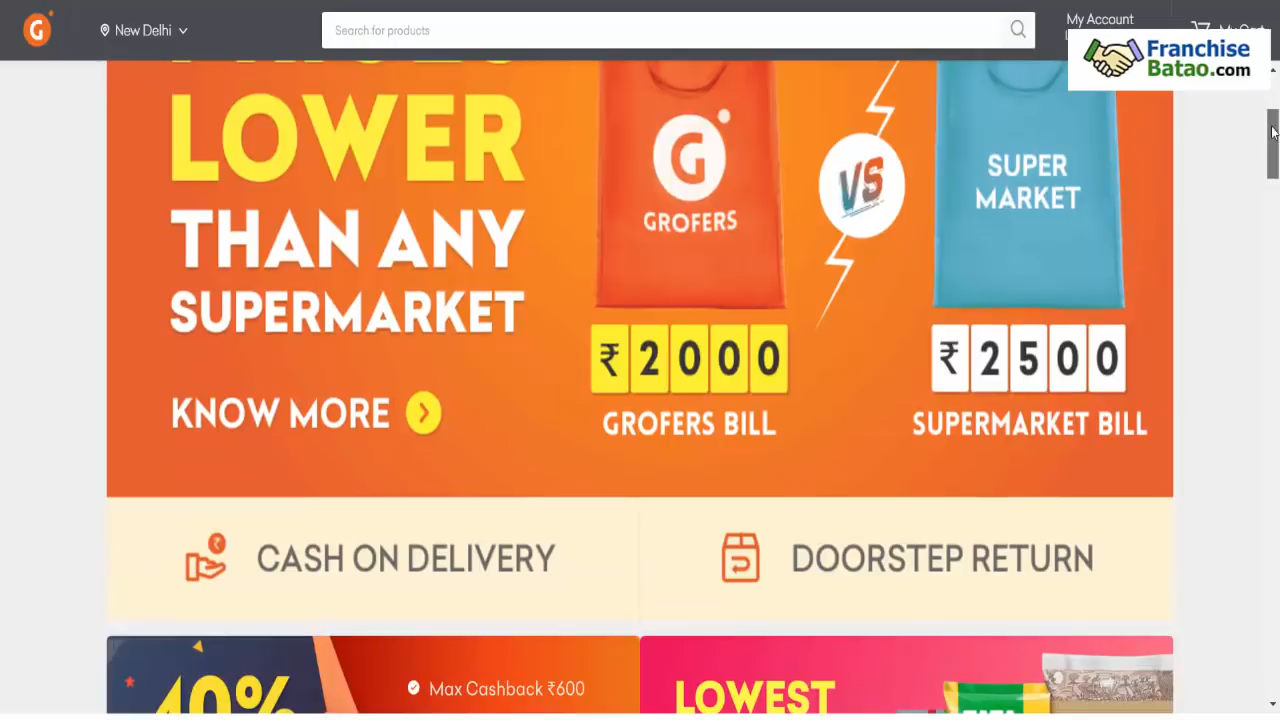 G
New Delhi
Search for products
My Account
Franchise
Batao.com
LOWER
THAN ANY
SUPERMARKET
KNOW MORE
G
GROFERS
VS
SUPER
MARKET
₹2000
GROFERS BILL
₹2500
SUPERMARKET BILL
CASH ON DELIVERY
DOORSTEP RETURN
40%
Max Cashback ₹600
LOWEST